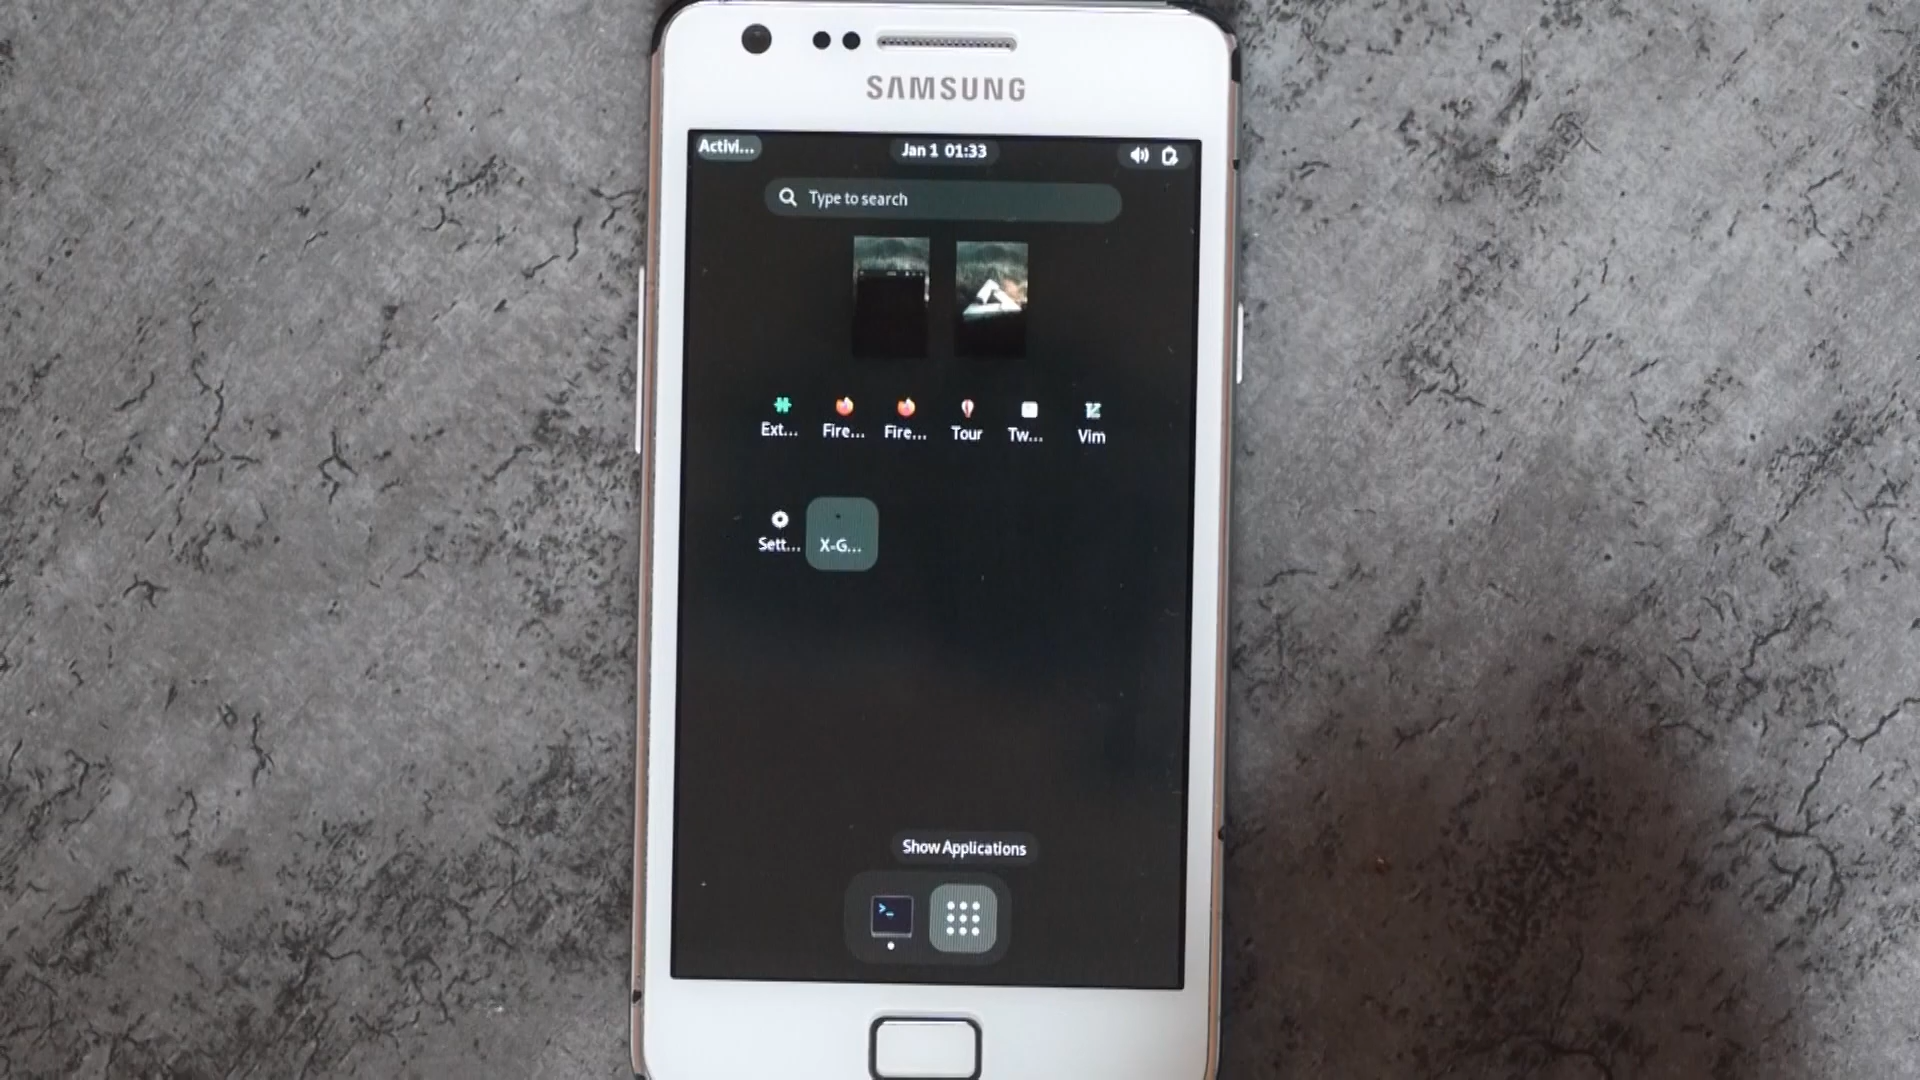 SAMSUNG
Activi...
Jan 1 01:33
Type to search
Ext...
Fire...
Fire...
Tour
Tw...
Vim
Sett...
X-G...
Show Applications
>_